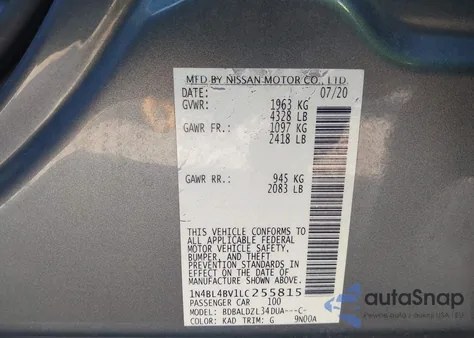 MFD BY NISSAN MOTOR CO., LTD.
DATE: 07/20
GVWR: 1963 KG
4328 LB
GAWR FR.: 1097 KG
2418 LB
GAWR RR.: 945 KG
2083 LB
THIS VEHICLE CONFORMS TO
ALL APPLICABLE FEDERAL
MOTOR VEHICLE SAFETY,
BUMPER, AND THEFT
PREVENTION STANDARDS IN
EFFECT ON THE DATE OF
MANUFACTURE SHOWN ABOVE.
1N4BL4BV1LC255815
PASSENGER CAR 100
MODEL: BDBALDZL34DUA---C-
COLOR: KAD TRIM: G 9N00A
autoSnap